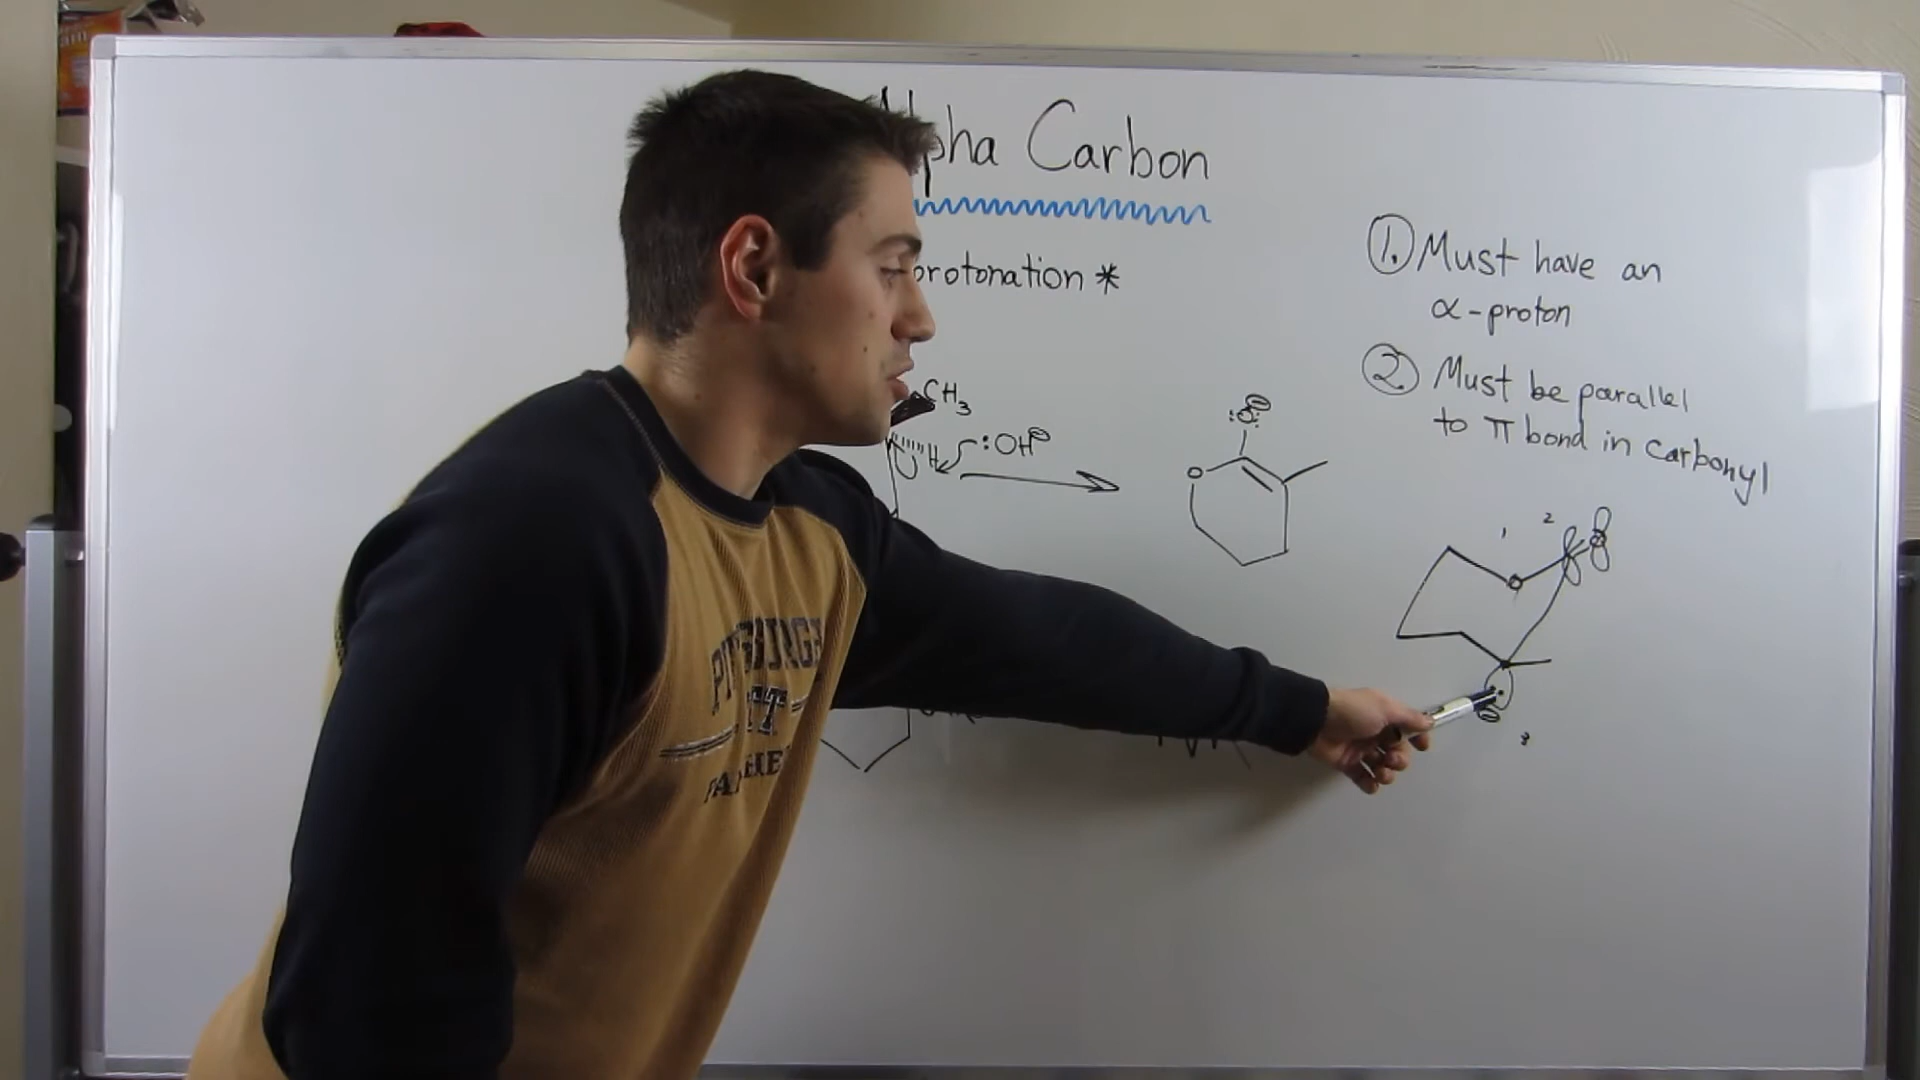 pha Carbon
protonation *
1. Must have an
α-proton
2. Must be parallel
to π bond in carbonyl
CH3
H :OH⊖
:O:⊖
O
1 2
O
O
:
⊖
3
PITTSBURGH